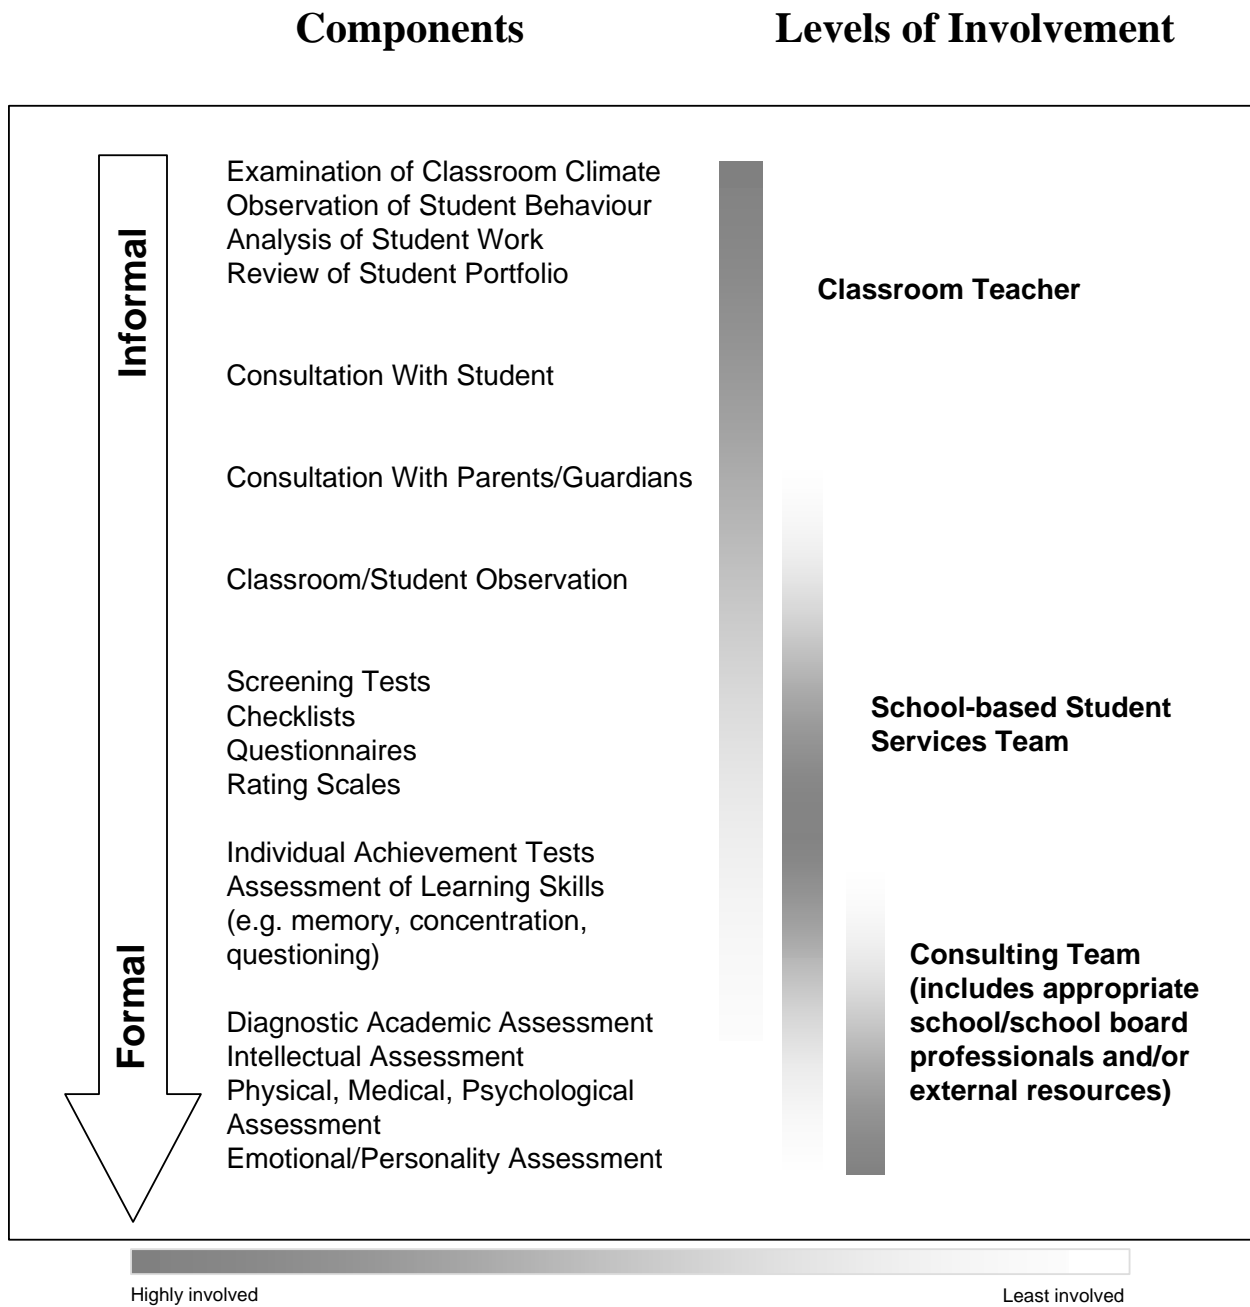 Components
Levels of Involvement
Informal
Formal
Examination of Classroom Climate
Observation of Student Behaviour
Analysis of Student Work
Review of Student Portfolio
Consultation With Student
Consultation With Parents/Guardians
Classroom/Student Observation
Screening Tests
Checklists
Questionnaires
Rating Scales
Individual Achievement Tests
Assessment of Learning Skills
(e.g. memory, concentration,
questioning)
Diagnostic Academic Assessment
Intellectual Assessment
Physical, Medical, Psychological
Assessment
Emotional/Personality Assessment
Classroom Teacher
School-based Student
Services Team
Consulting Team
(includes appropriate
school/school board
professionals and/or
external resources)
Highly involved
Least involved